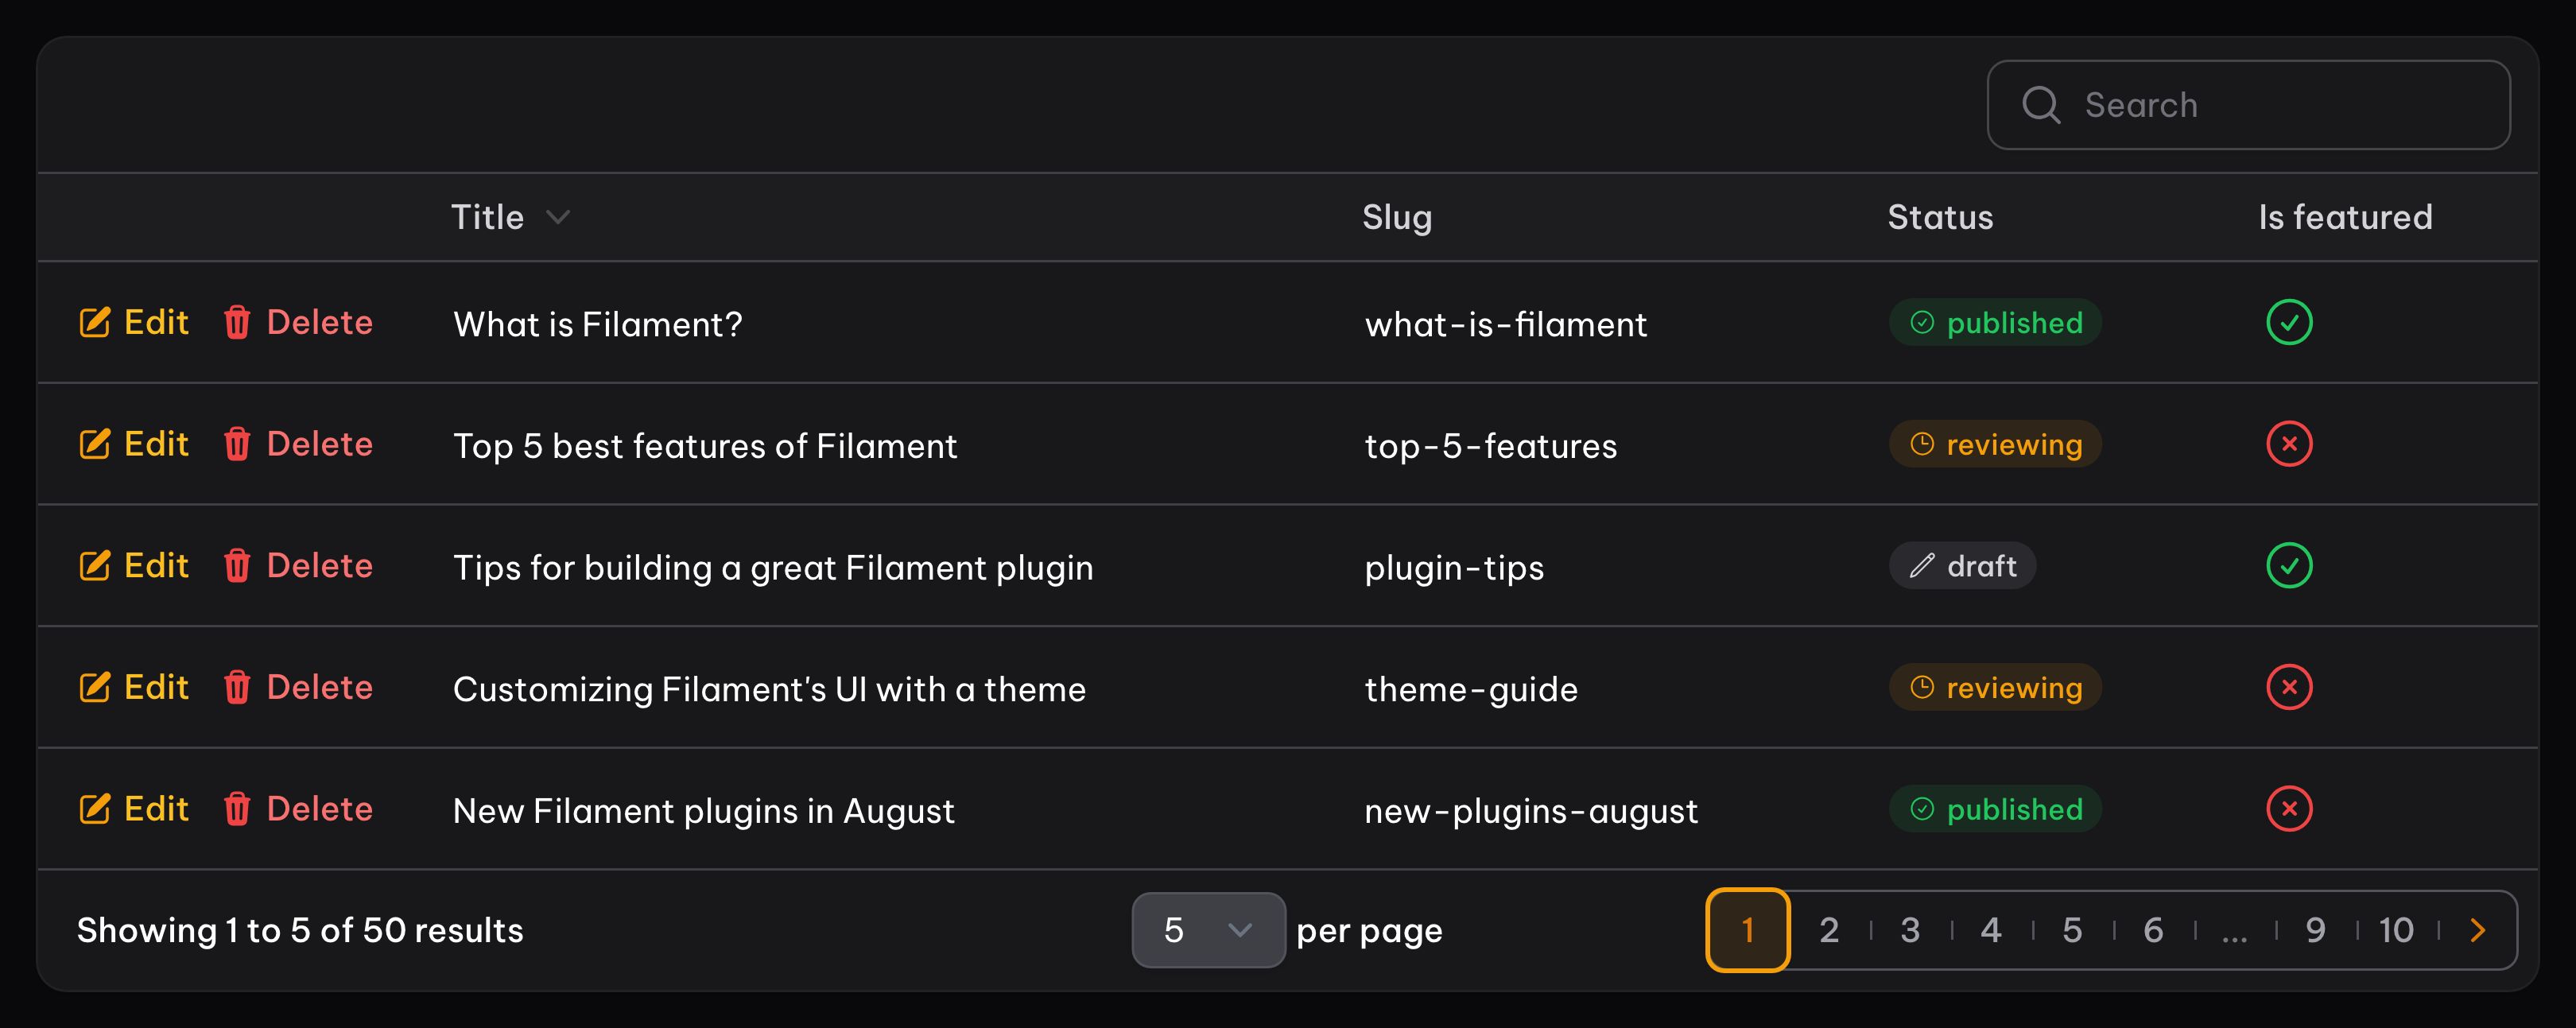 Search
Title Slug Status Is featured
Edit Delete What is Filament? what-is-filament published
Edit Delete Top 5 best features of Filament top-5-features reviewing
Edit Delete Tips for building a great Filament plugin plugin-tips draft
Edit Delete Customizing Filament's UI with a theme theme-guide reviewing
Edit Delete New Filament plugins in August new-plugins-august published
Showing 1 to 5 of 50 results 5 per page 1 2 3 4 5 6 ... 9 10